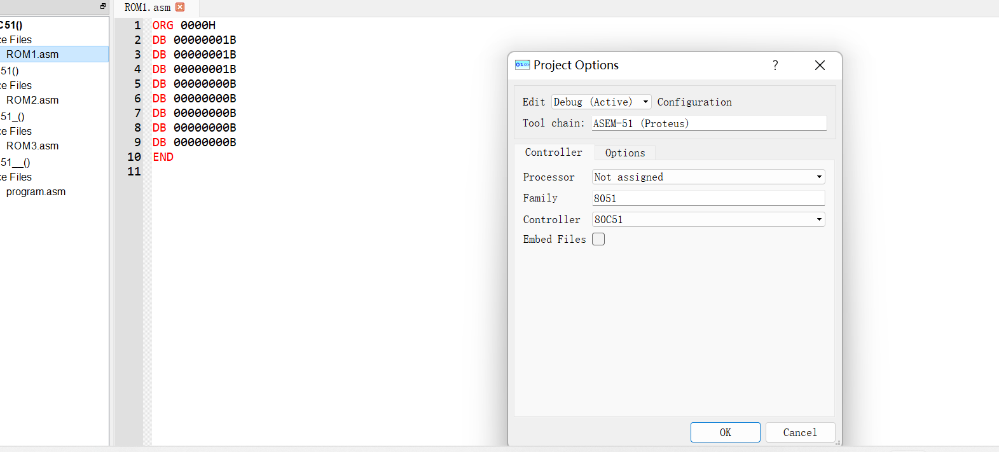 ROM1.asm
C51()
ce Files
ROM1.asm
51()
ce Files
ROM2.asm
51_()
ce Files
ROM3.asm
51__()
ce Files
program.asm
1 ORG 0000H
2 DB 00000001B
3 DB 00000001B
4 DB 00000001B
5 DB 00000000B
6 DB 00000000B
7 DB 00000000B
8 DB 00000000B
9 DB 00000000B
10 END
11
Project Options
?
Edit Debug (Active) Configuration
Tool chain: ASEM-51 (Proteus)
Controller Options
Processor Not assigned
Family 8051
Controller 80C51
Embed Files
OK Cancel